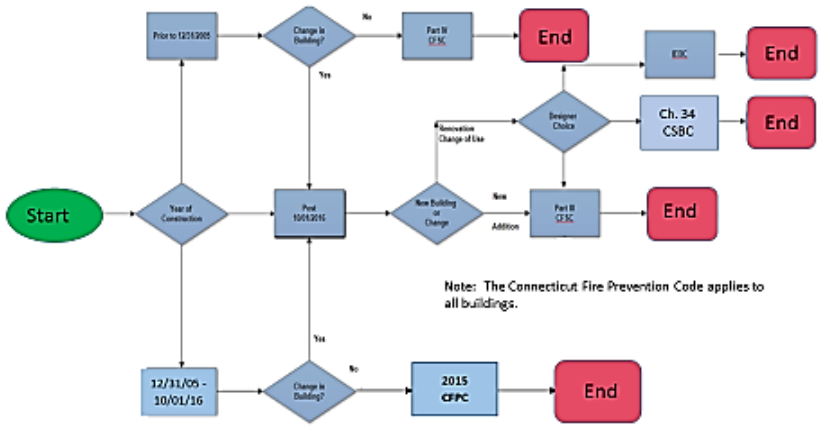 Prior to 12/31/2005
Change in
Building?
No
Part IV
CFSC
End
Yes
IEBC
End
Designer
Choice
Ch. 34
CSBC
End
Renovation
Change of Use
Start
Year of
Construction
Post
10/01/2016
New Building
or
Change
New
Addition
Part III
CFSC
End
Note: The Connecticut Fire Prevention Code applies to
all buildings.
Yes
12/31/05 -
10/01/16
Change in
Building?
No
2015
CFPC
End